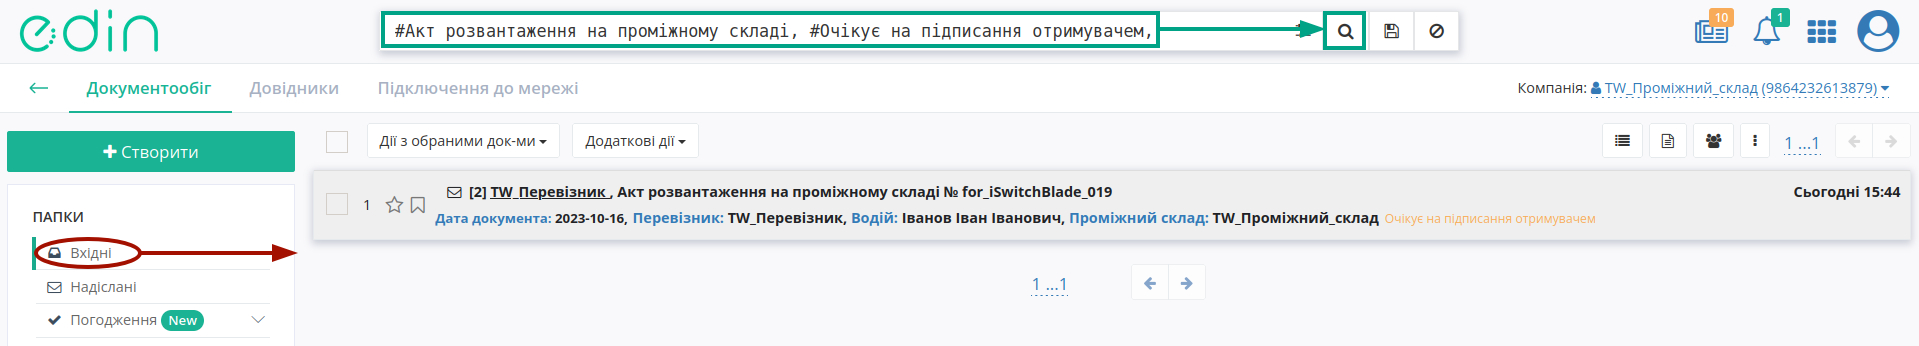 edin
#Акт розвантаження на проміжному складі, #Очікує на підписання отримувачем,
10
1
Документообіг
Довідники
Підключення до мережі
Компанія: TW_Проміжний_склад (9864232613879)
Створити
Дії з обраними док-ми
Додаткові дії
1 ...1
1
[2] TW_Перевізник , Акт розвантаження на проміжному складі № for_iSwitchBlade_019
Сьогодні 15:44
Дата документа: 2023-10-16, Перевізник: TW_Перевізник, Водій: Іванов Іван Іванович, Проміжний склад: TW_Проміжний_склад Очікує на підписання отримувачем
ПАПКИ
Вхідні
Надіслані
Погодження New
1 ...1